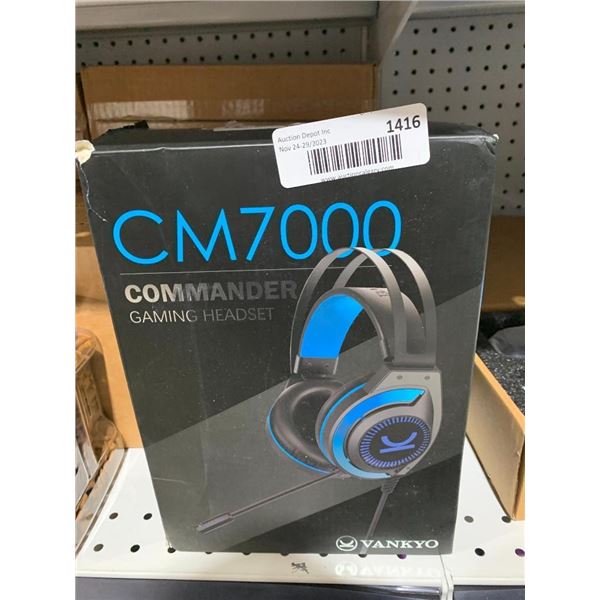 Auction Depot Inc
1416
Nov 24-29/2023
CM7000
COMMANDER
GAMING HEADSET
VANKYO